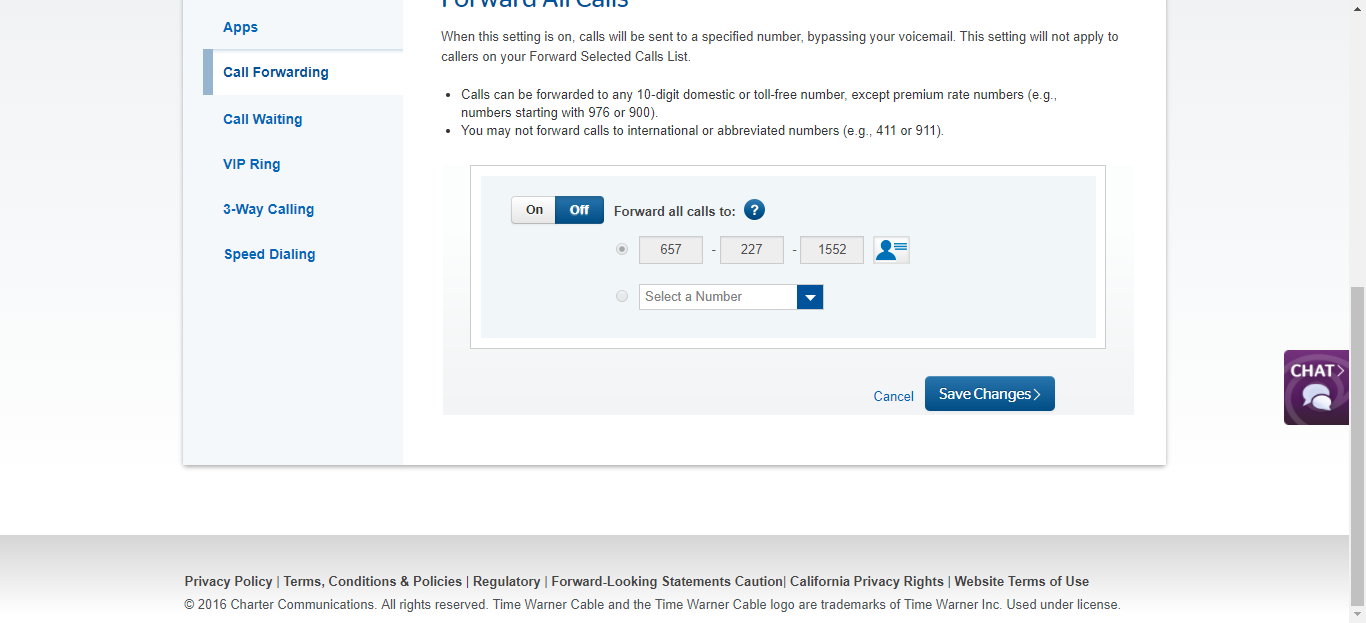 Forward All Calls
Apps
When this setting is on, calls will be sent to a specified number, bypassing your voicemail. This setting will not apply to
callers on your Forward Selected Calls List.
Call Forwarding
• Calls can be forwarded to any 10-digit domestic or toll-free number, except premium rate numbers (e.g.,
numbers starting with 976 or 900).
Call Waiting
• You may not forward calls to international or abbreviated numbers (e.g., 411 or 911).
VIP Ring
3-Way Calling
Speed Dialing
On Off Forward all calls to: ?
657 - 227 - 1552
Select a Number
Cancel Save Changes
CHAT
Privacy Policy | Terms, Conditions & Policies | Regulatory | Forward-Looking Statements Caution| California Privacy Rights | Website Terms of Use
© 2016 Charter Communications. All rights reserved. Time Warner Cable and the Time Warner Cable logo are trademarks of Time Warner Inc. Used under license.